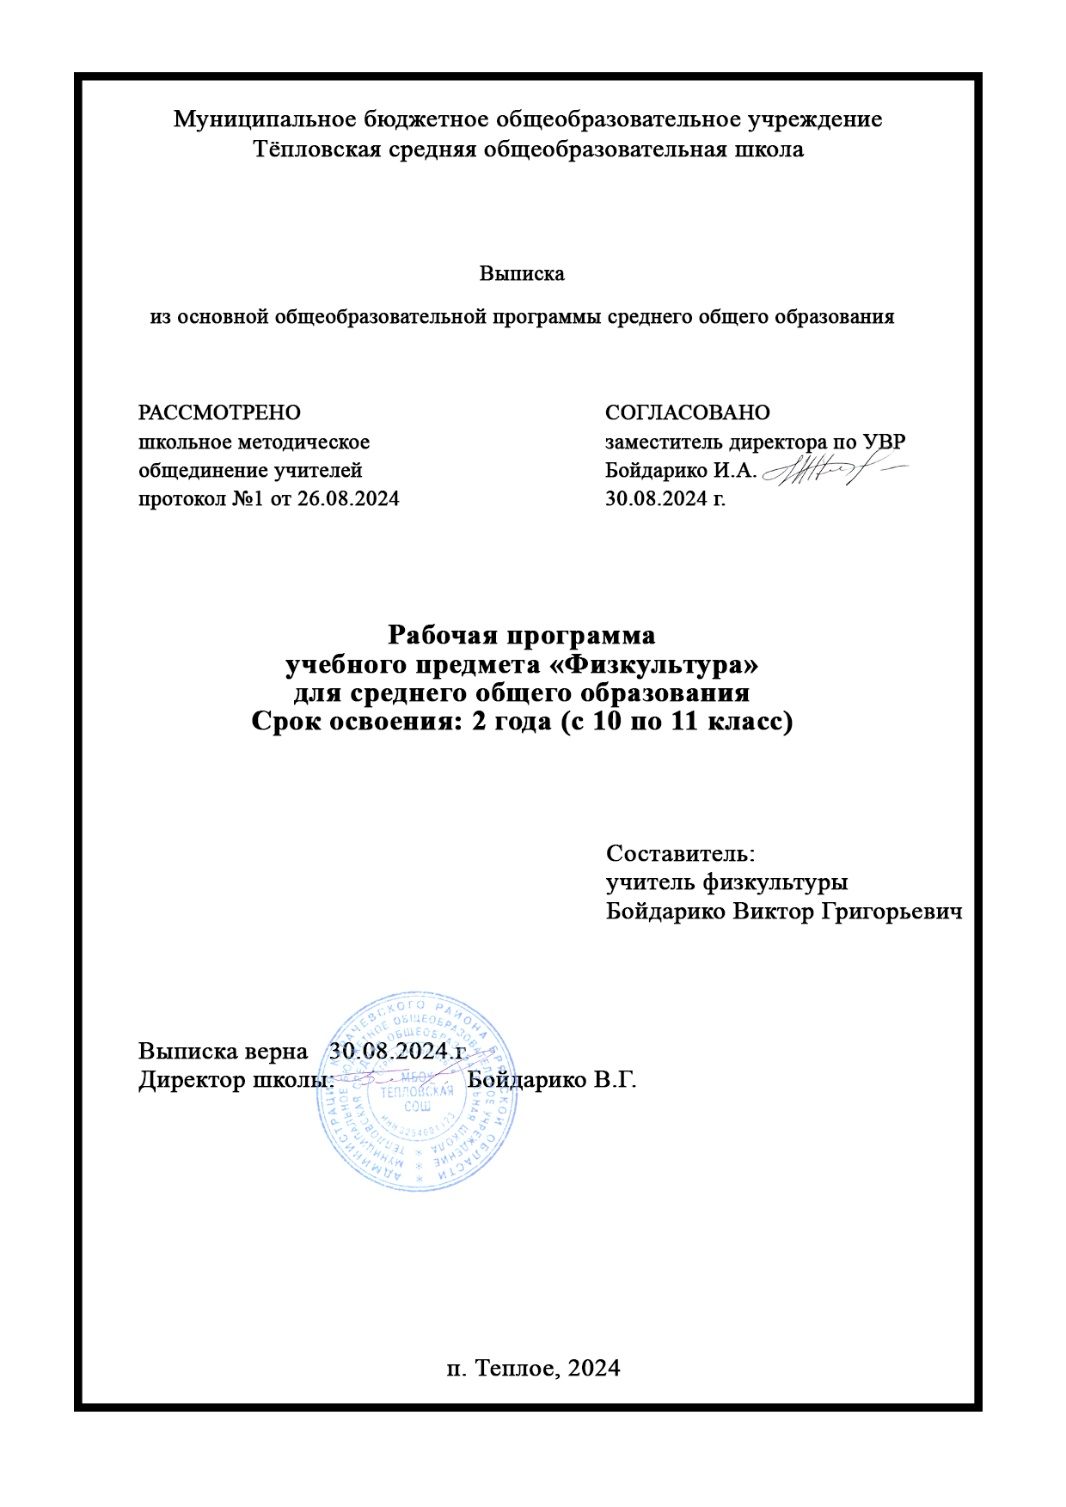 Муниципальное бюджетное общеобразовательное учреждение
Тёпловская средняя общеобразовательная школа
Выписка
из основной общеобразовательной программы среднего общего образования
РАССМОТРЕНО
школьное методическое
общединение учителей
протокол №1 от 26.08.2024
СОГЛАСОВАНО
заместитель директора по УВР
Бойдарико И.А.
30.08.2024 г.
Рабочая программа
учебного предмета «Физкультура»
для среднего общего образования
Срок освоения: 2 года (с 10 по 11 класс)
Составитель:
учитель физкультуры
Бойдарико Виктор Григорьевич
Выписка верна 30.08.2024.г.
Директор школы: Бойдарико В.Г.
МБОУ
ТЕПЛОВСКАЯ
СОШ
п. Теплое, 2024